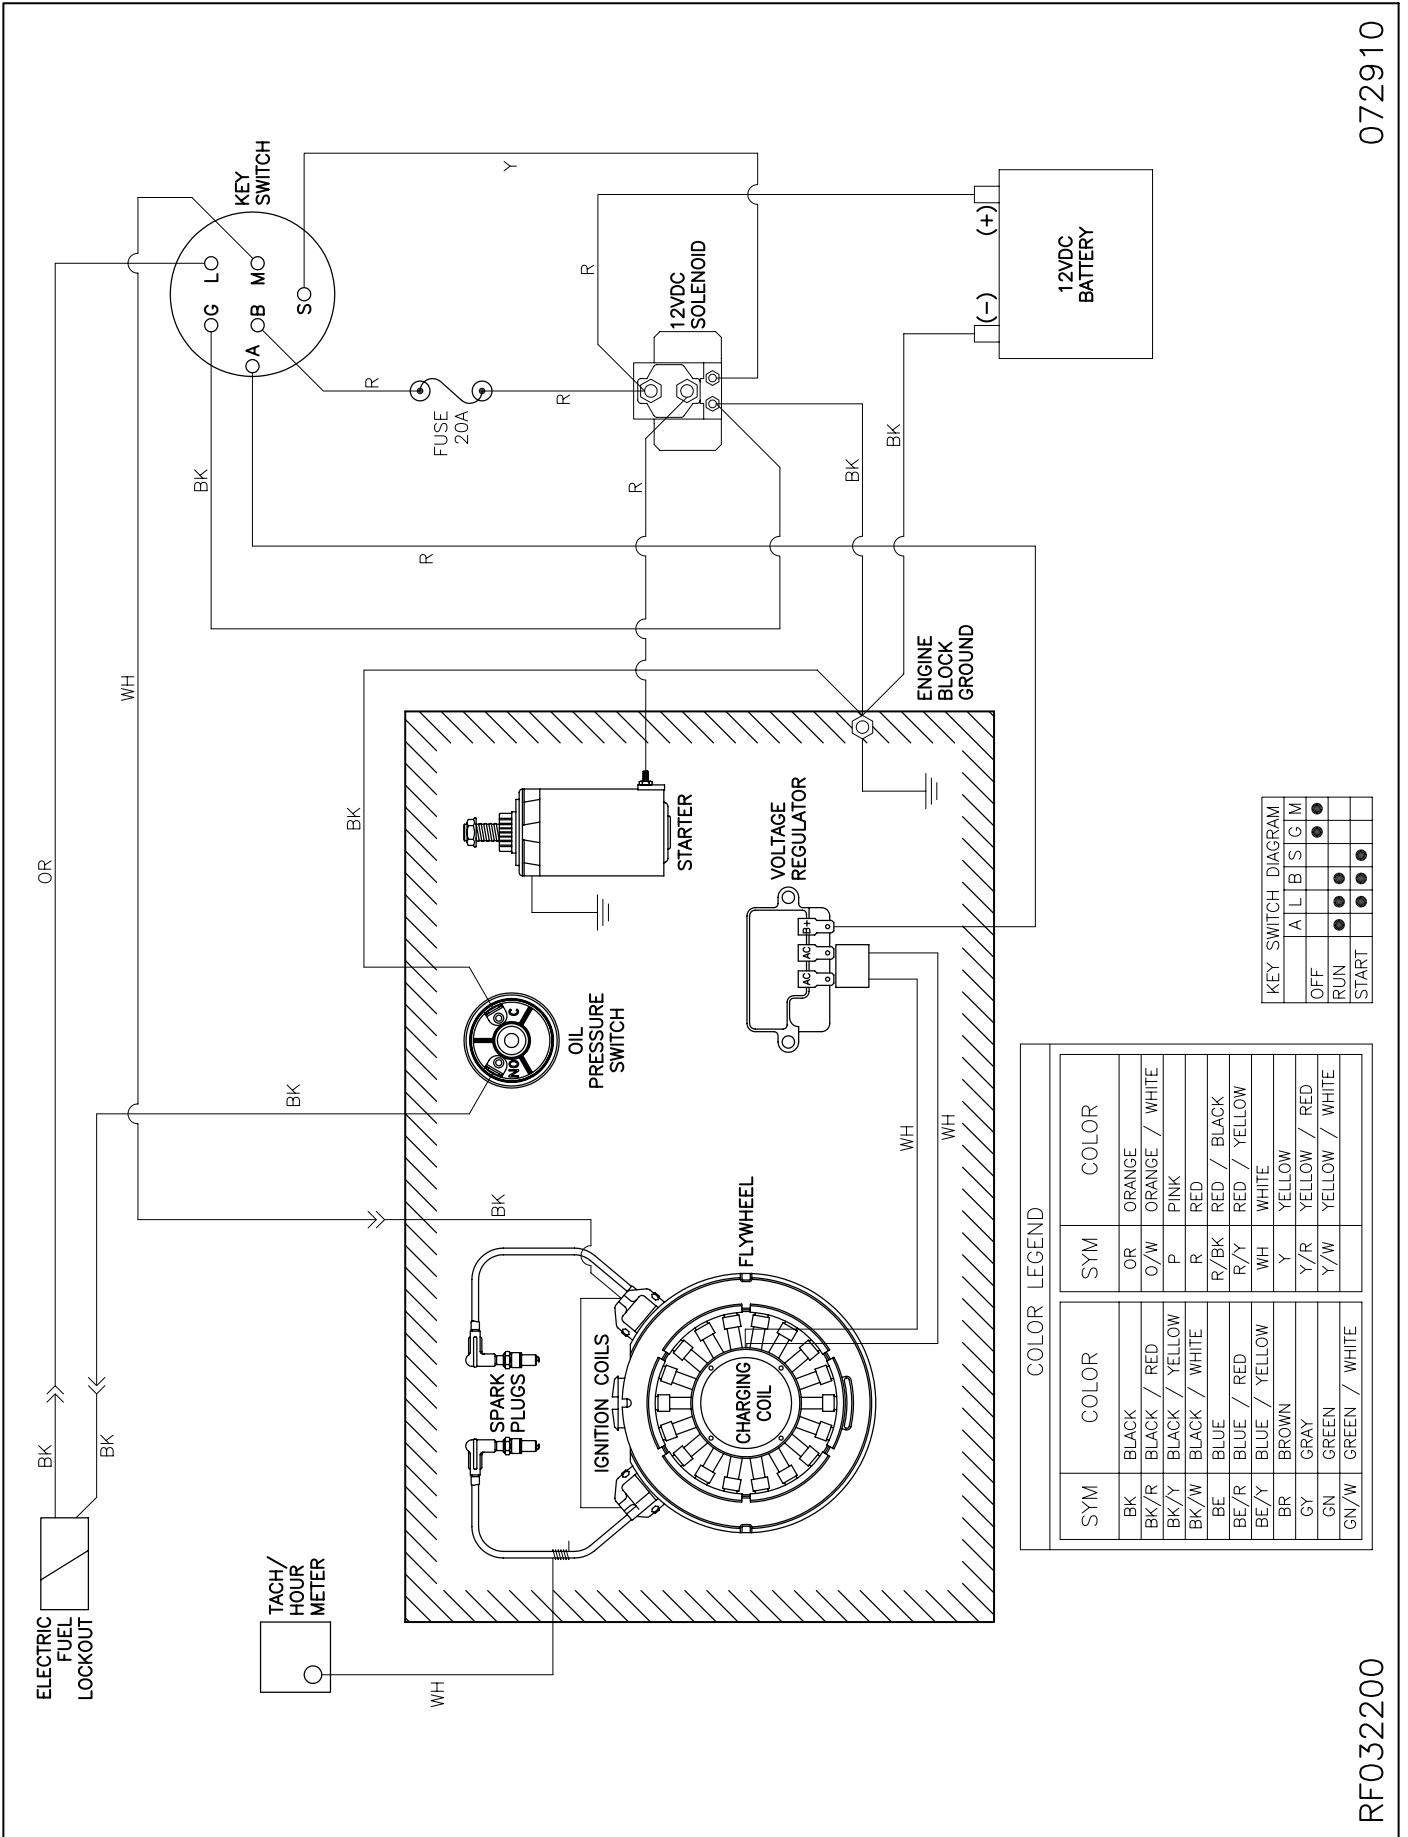 ELECTRIC
FUEL
LOCKOUT
BK
BK
OR
WH
KEY
SWITCH
G
L
A
B
M
S
BK
R
R
FUSE
20A
R
Y
R
12VDC
SOLENOID
R
BK
BK
(-)
(+)
12VDC
BATTERY
TACH/
HOUR
METER
WH
BK
BK
BK
SPARK
PLUGS
IGNITION COILS
CHARGING
COIL
FLYWHEEL
OIL
PRESSURE
SWITCH
NO
C
STARTER
VOLTAGE
REGULATOR
AC
AC
B+
WH
WH
ENGINE
BLOCK
GROUND
COLOR LEGEND
SYM COLOR SYM COLOR
BK BLACK OR ORANGE
BK/R BLACK / RED O/W ORANGE / WHITE
BK/Y BLACK / YELLOW P PINK
BK/W BLACK / WHITE R RED
BE BLUE R/BK RED / BLACK
BE/R BLUE / RED R/Y RED / YELLOW
BE/Y BLUE / YELLOW WH WHITE
BR BROWN Y YELLOW
GY GRAY Y/R YELLOW / RED
GN GREEN Y/W YELLOW / WHITE
GN/W GREEN / WHITE
KEY SWITCH DIAGRAM
A L B S G M
OFF
RUN
START
RF032200
072910